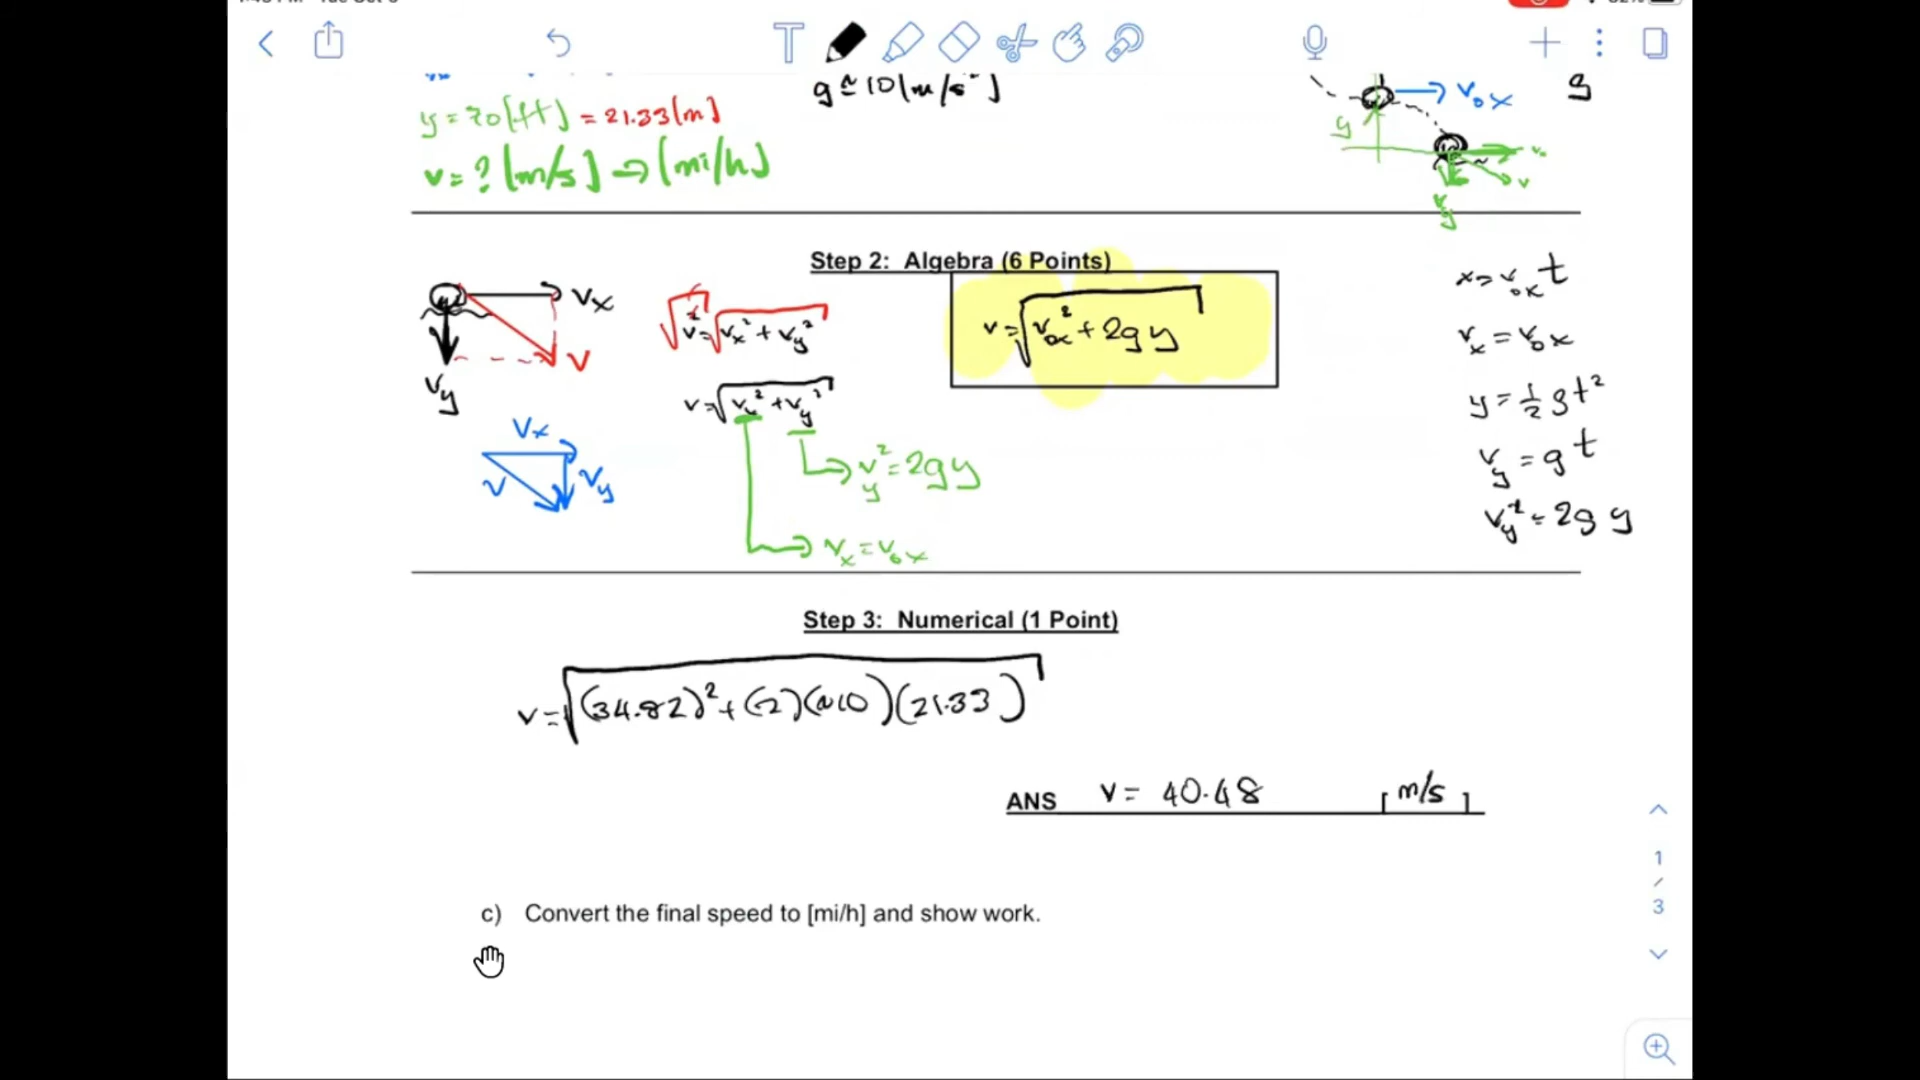 g ≃ 10 [m/s²]
y = 70 [ft] = 21.33 [m]
v = ? [m/s] → [mi/h]
v₀x
g
y
v
vy
Step 2: Algebra (6 Points)
vx
v
vy
√v² = √vx² + vy²
v = √v₀x² + 2gy
x = v₀x t
vx = v₀x
v = √vx² + vy²
y = ½ g t²
vx
v
vy
vy² = 2gy
vy = g t
vy² = 2g y
vx = v₀x
Step 3: Numerical (1 Point)
v = √(34.82)² + (2)(~10)(21.33)
ANS v = 40.48 [m/s]
1
/
3
c) Convert the final speed to [mi/h] and show work.